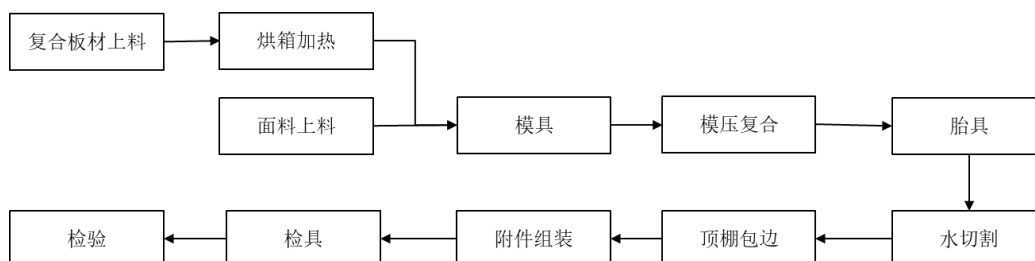 复合板材上料
烘箱加热
面料上料
模具
模压复合
胎具
水切割
顶棚包边
附件组装
检具
检验